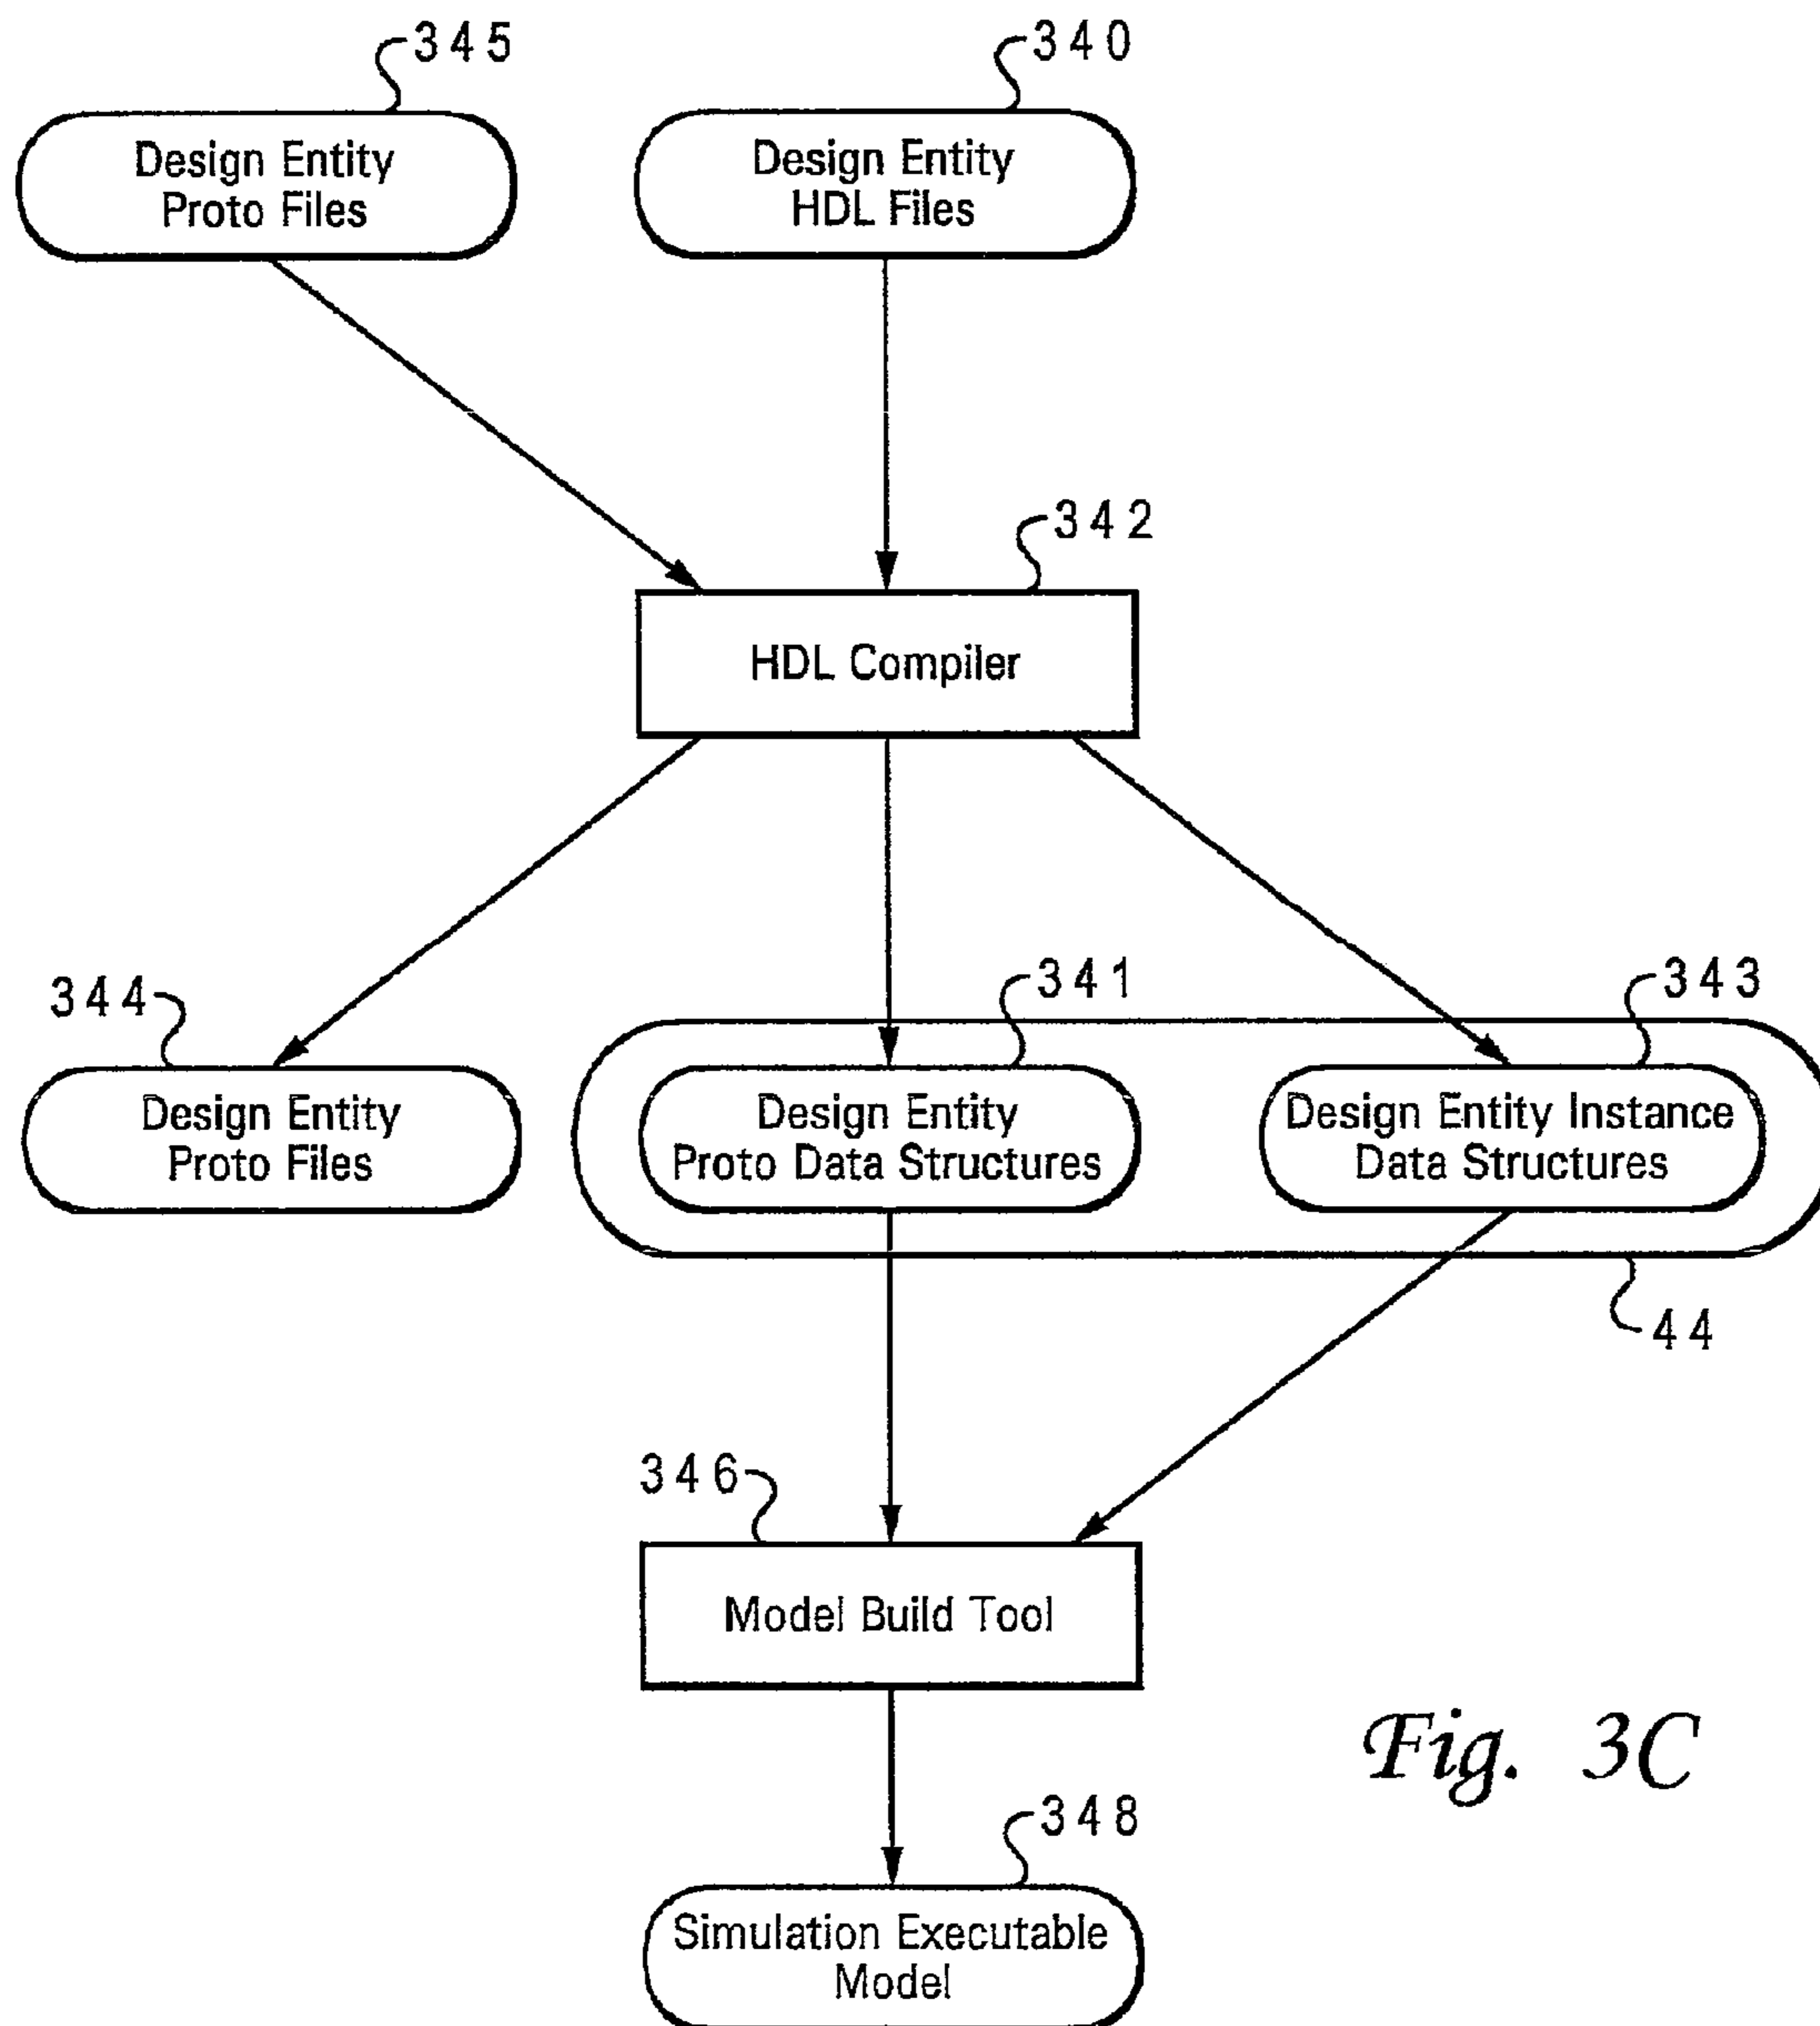 345
340
Design Entity
Proto Files
Design Entity
HDL Files
342
HDL Compiler
344
341
343
Design Entity
Proto Files
Design Entity
Proto Data Structures
Design Entity Instance
Data Structures
44
346
Model Build Tool
Fig. 3C
348
Simulation Executable
Model